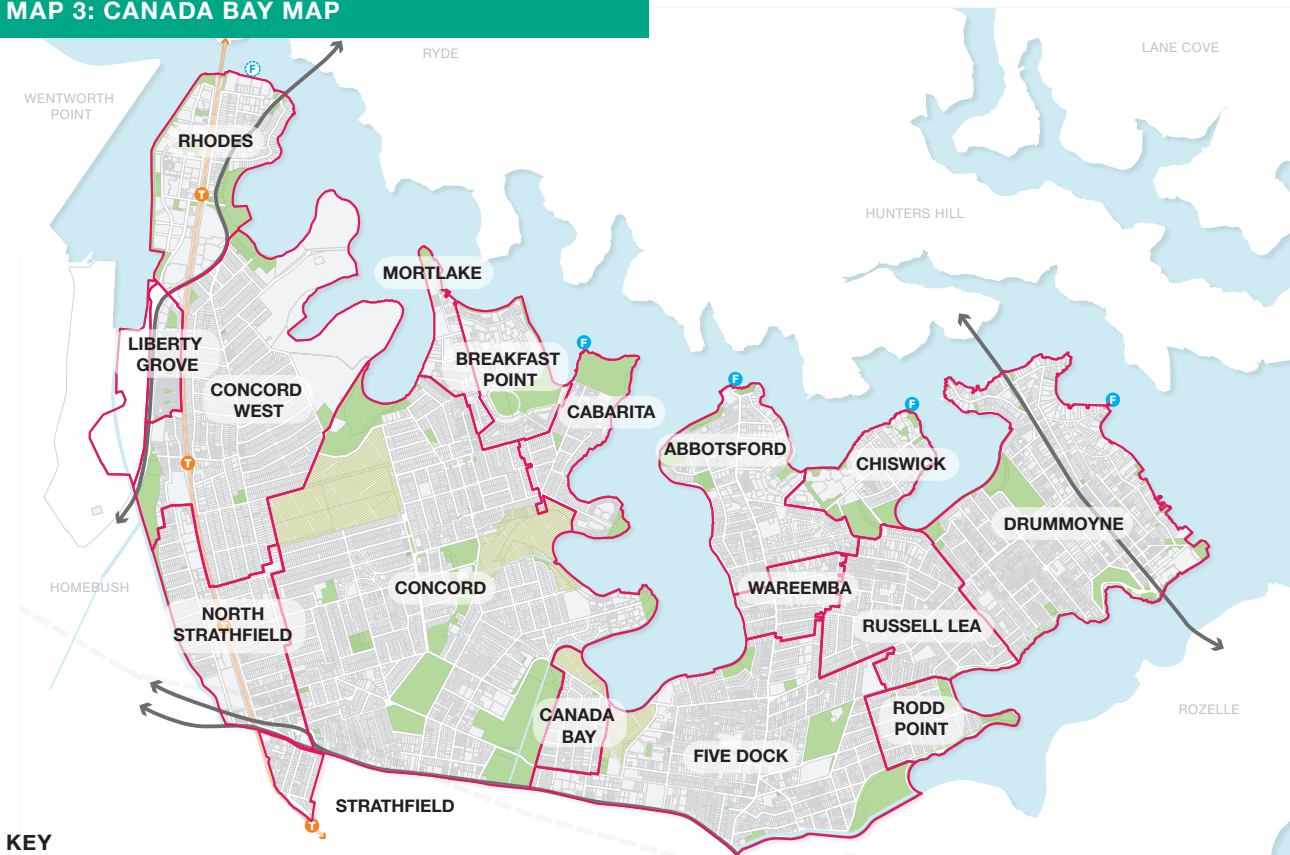 MAP 3: CANADA BAY MAP
RYDE
LANE COVE
F
WENTWORTH
POINT
RHODES
T
HUNTERS HILL
MORTLAKE
LIBERTY
GROVE
F
BREAKFAST
POINT
CONCORD
WEST
CABARITA
F
F
F
ABBOTSFORD
CHISWICK
T
DRUMMOYNE
HOMEBUSH
CONCORD
WAREEMBA
NORTH
STRATHFIELD
T
RUSSELL LEA
CANADA
BAY
RODD
POINT
ROZELLE
FIVE DOCK
STRATHFIELD
T
KEY